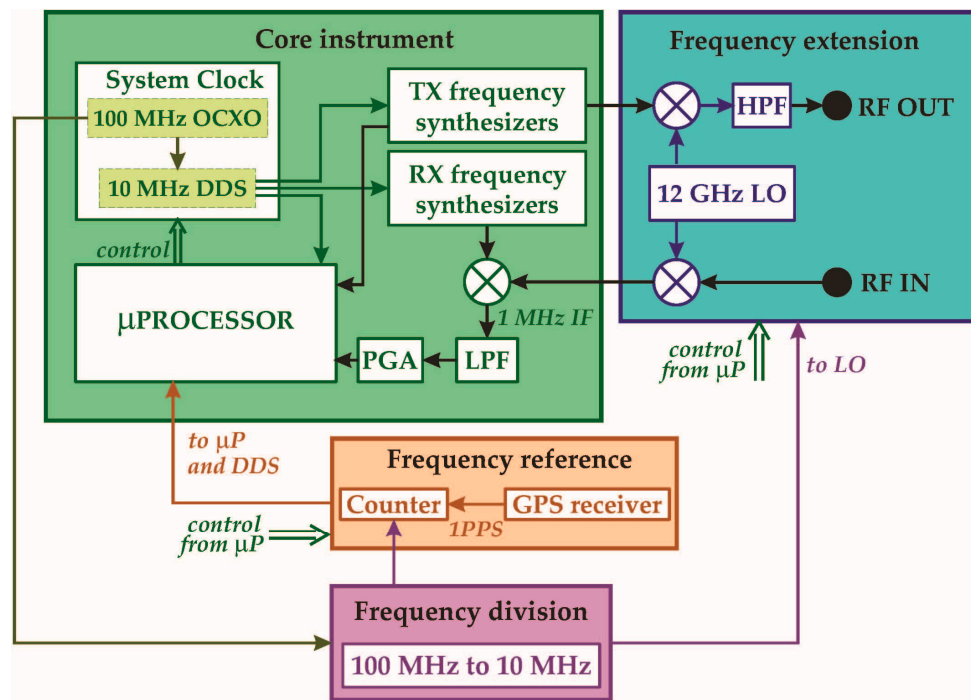 Core instrument
System Clock
100 MHz OCXO
10 MHz DDS
control
TX frequency
synthesizers
RX frequency
synthesizers
μPROCESSOR
1 MHz IF
PGA
LPF
Frequency extension
HPF
RF OUT
12 GHz LO
RF IN
control
from μP
to LO
to μP
and DDS
Frequency reference
Counter
GPS receiver
1PPS
control
from μP
Frequency division
100 MHz to 10 MHz